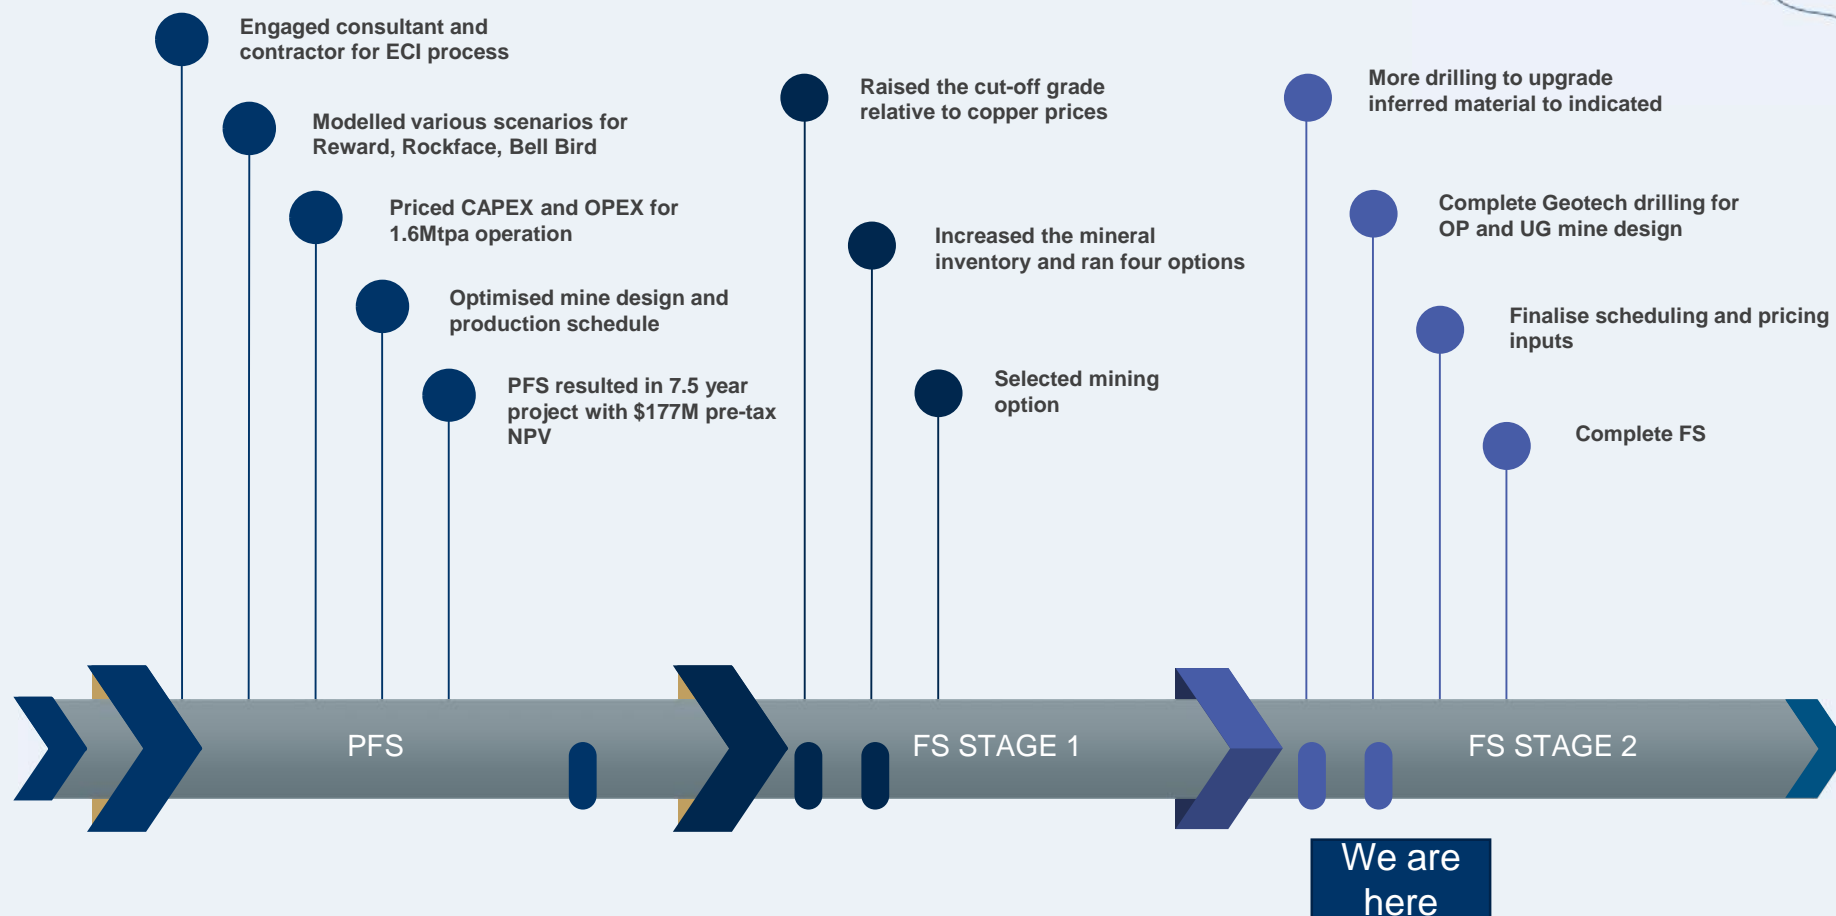 Engaged consultant and
contractor for ECI process
Modelled various scenarios for
Reward, Rockface, Bell Bird
Priced CAPEX and OPEX for
1.6Mtpa operation
Optimised mine design and
production schedule
PFS resulted in 7.5 year
project with $177M pre-tax
NPV
Raised the cut-off grade
relative to copper prices
Increased the mineral
inventory and ran four options
Selected mining
option
More drilling to upgrade
inferred material to indicated
Complete Geotech drilling for
OP and UG mine design
Finalise scheduling and pricing
inputs
Complete FS
PFS
FS STAGE 1
FS STAGE 2
We are
here